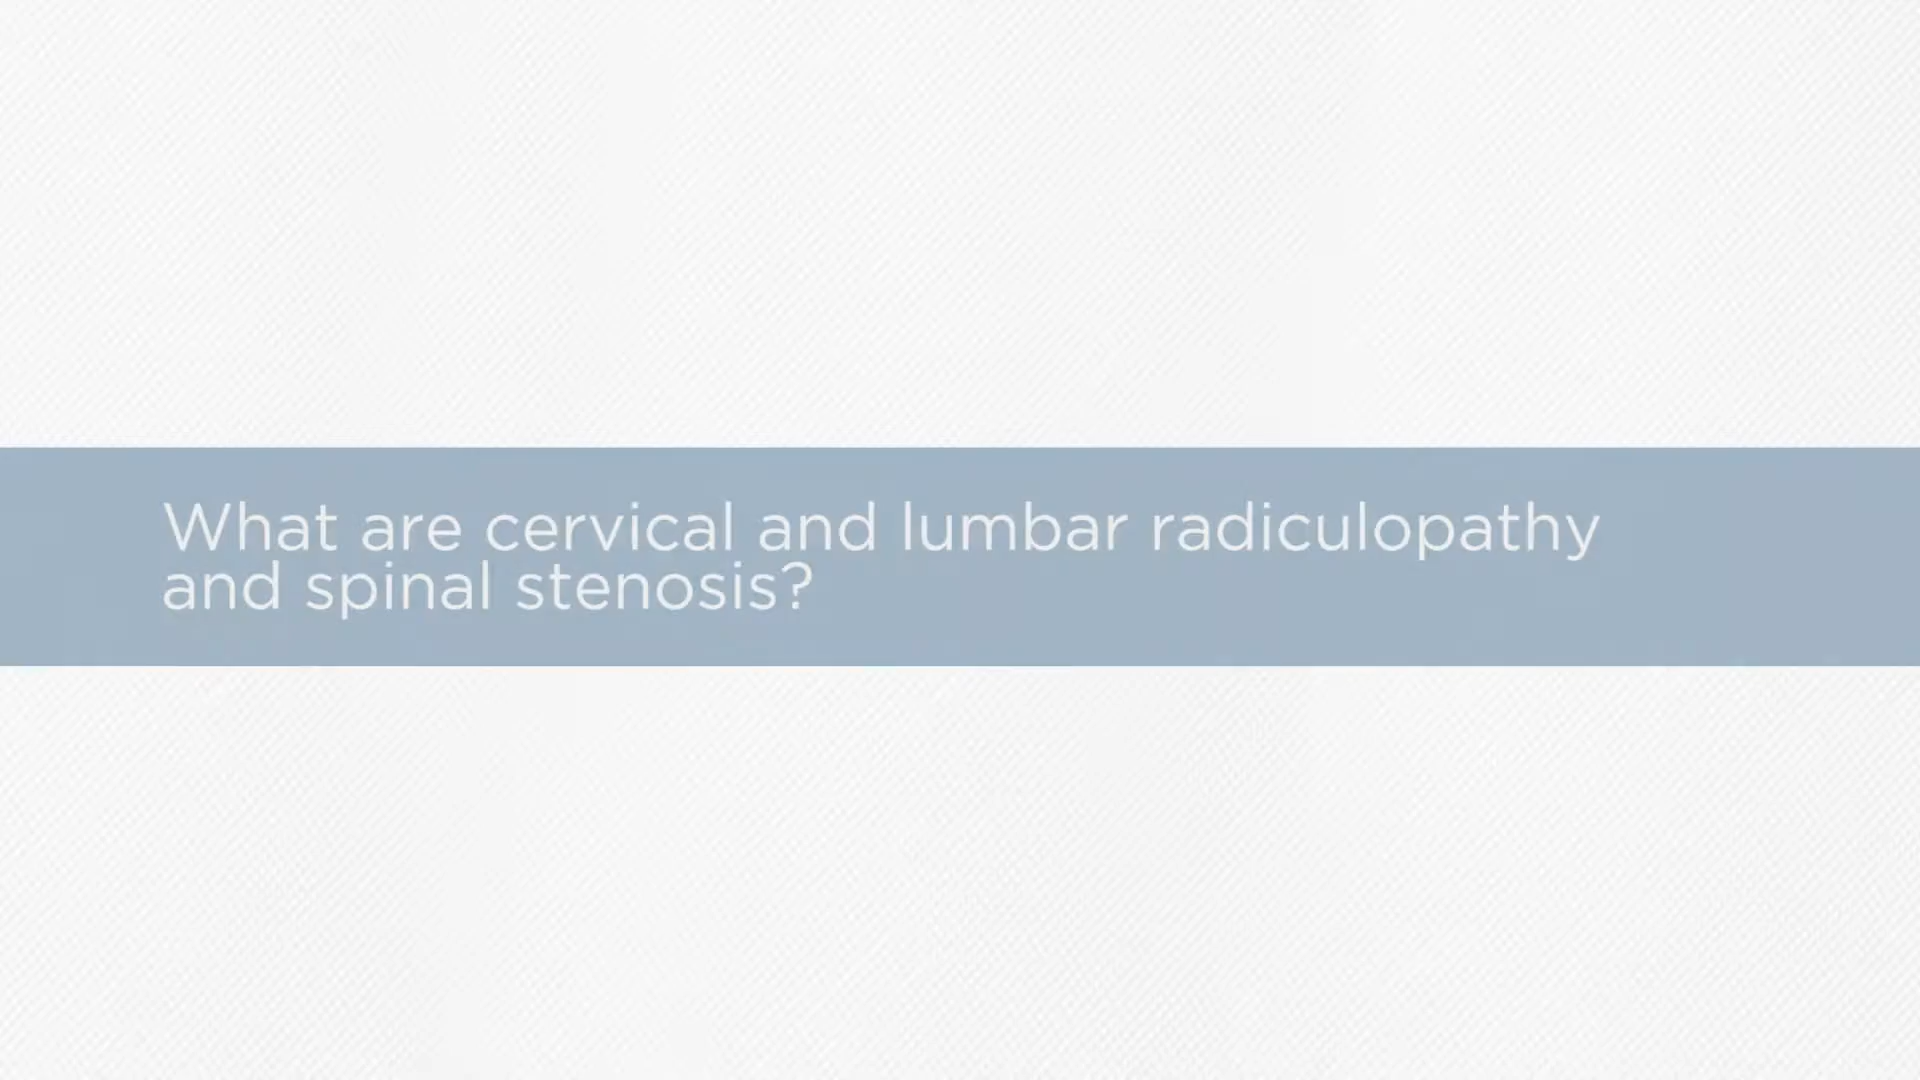 What are cervical and lumbar radiculopathy
and spinal stenosis?